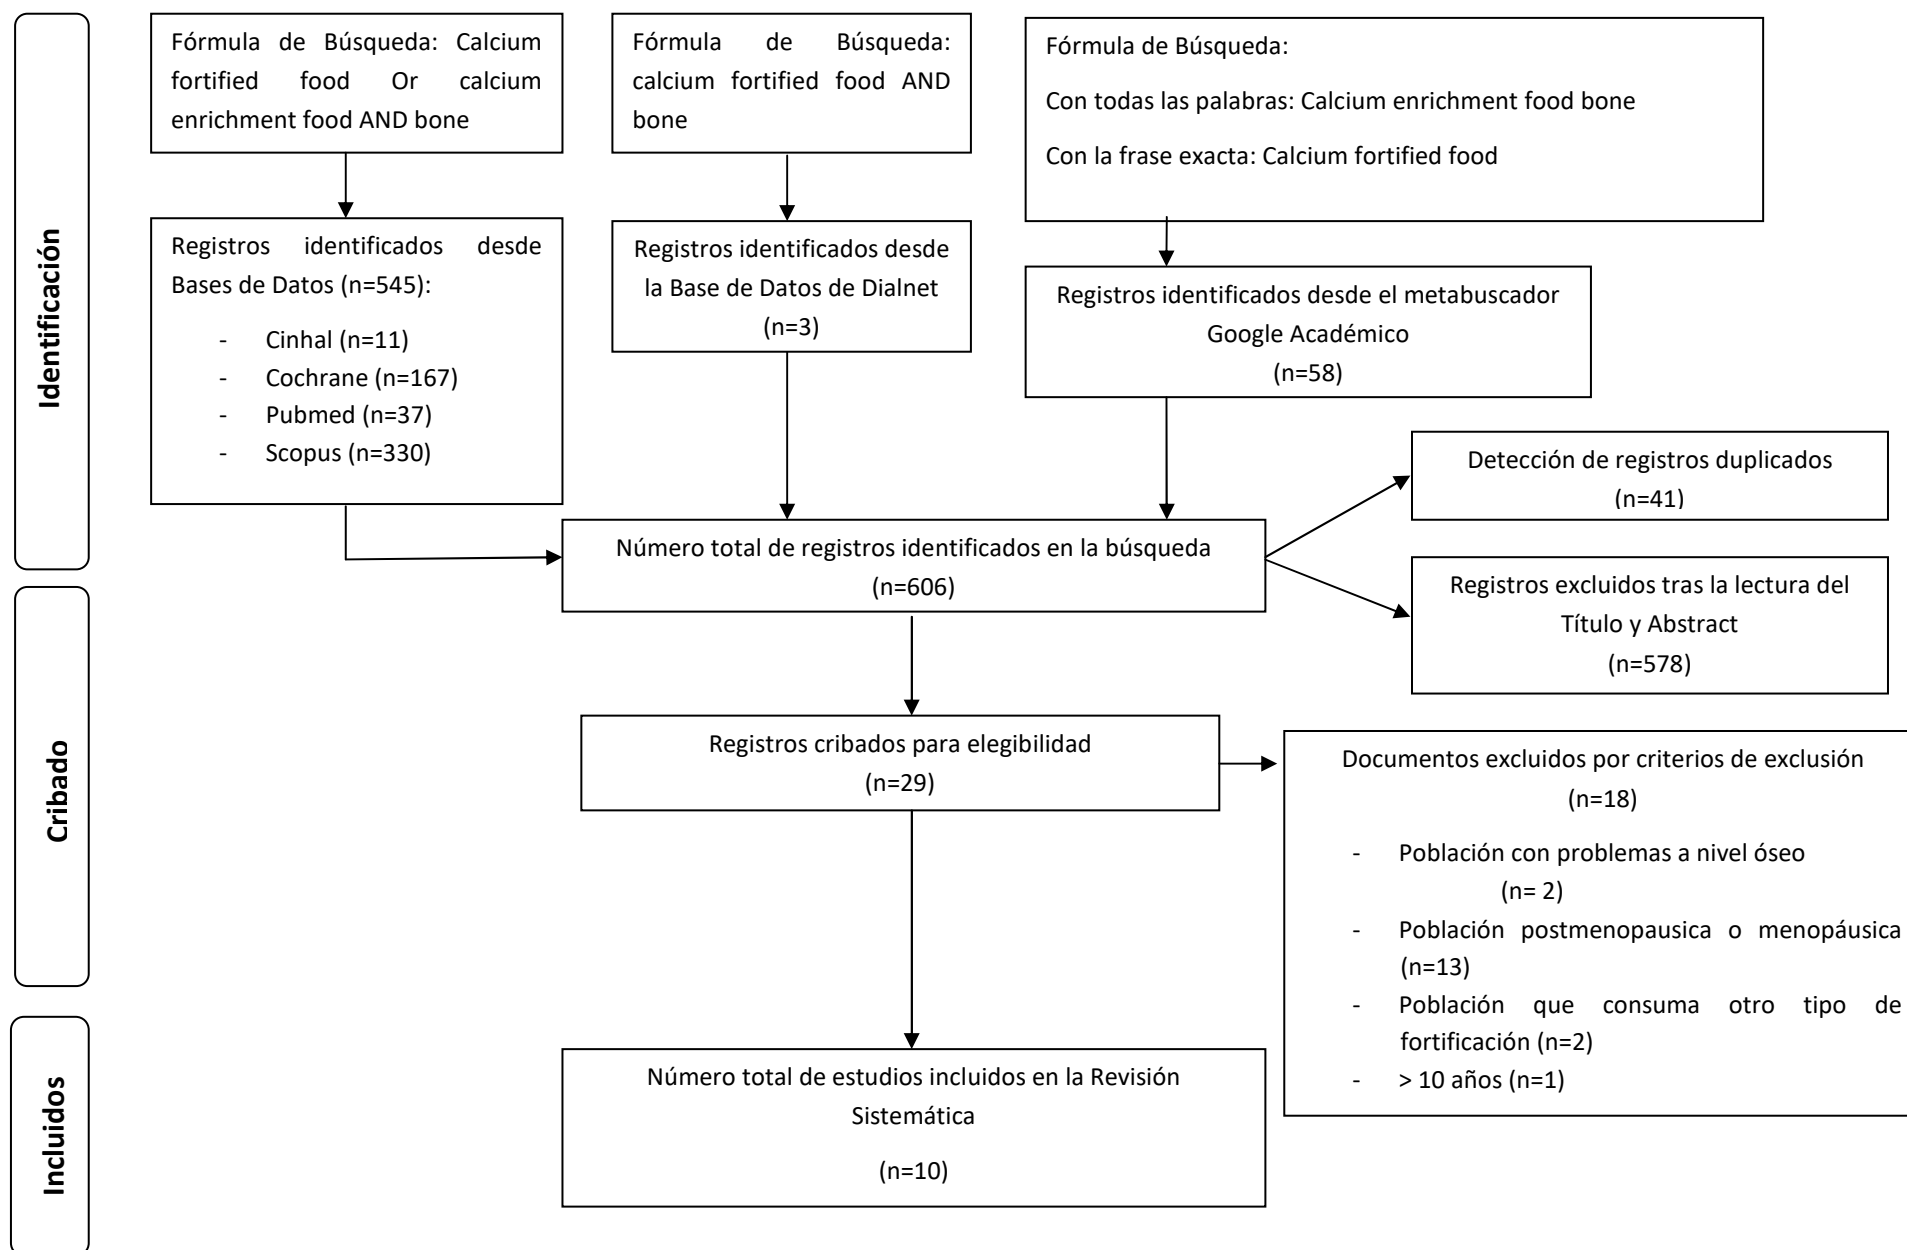 Identificación
Fórmula de Búsqueda: Calcium
fortified food Or calcium
enrichment food AND bone
Fórmula de Búsqueda:
calcium fortified food AND
bone
Fórmula de Búsqueda:
Con todas las palabras: Calcium enrichment food bone
Con la frase exacta: Calcium fortified food
Registros identificados desde
Bases de Datos (n=545):
- Cinhal (n=11)
- Cochrane (n=167)
- Pubmed (n=37)
- Scopus (n=330)
Registros identificados desde
la Base de Datos de Dialnet
(n=3)
Registros identificados desde el metabuscador
Google Académico
(n=58)
Detección de registros duplicados
(n=41)
Número total de registros identificados en la búsqueda
(n=606)
Registros excluidos tras la lectura del
Título y Abstract
(n=578)
Cribado
Registros cribados para elegibilidad
(n=29)
Documentos excluidos por criterios de exclusión
(n=18)
- Población con problemas a nivel óseo
(n= 2)
- Población postmenopausica o menopáusica
(n=13)
- Población que consuma otro tipo de
fortificación (n=2)
- > 10 años (n=1)
Incluidos
Número total de estudios incluidos en la Revisión
Sistemática
(n=10)